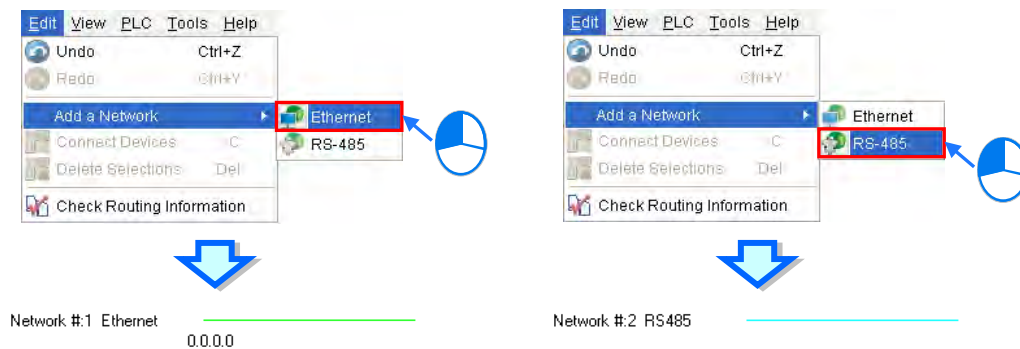 Edit View PLC Tools Help
Undo Ctrl+Z
Redo Ctrl+Y
Add a Network
Ethernet
Connect Devices C
RS-485
Delete Selections Del
Check Routing Information
Network #:1 Ethernet
0.0.0.0
Edit View PLC Tools Help
Undo Ctrl+Z
Redo Ctrl+Y
Add a Network
Ethernet
Connect Devices C
RS-485
Delete Selections Del
Check Routing Information
Network #:2 RS485